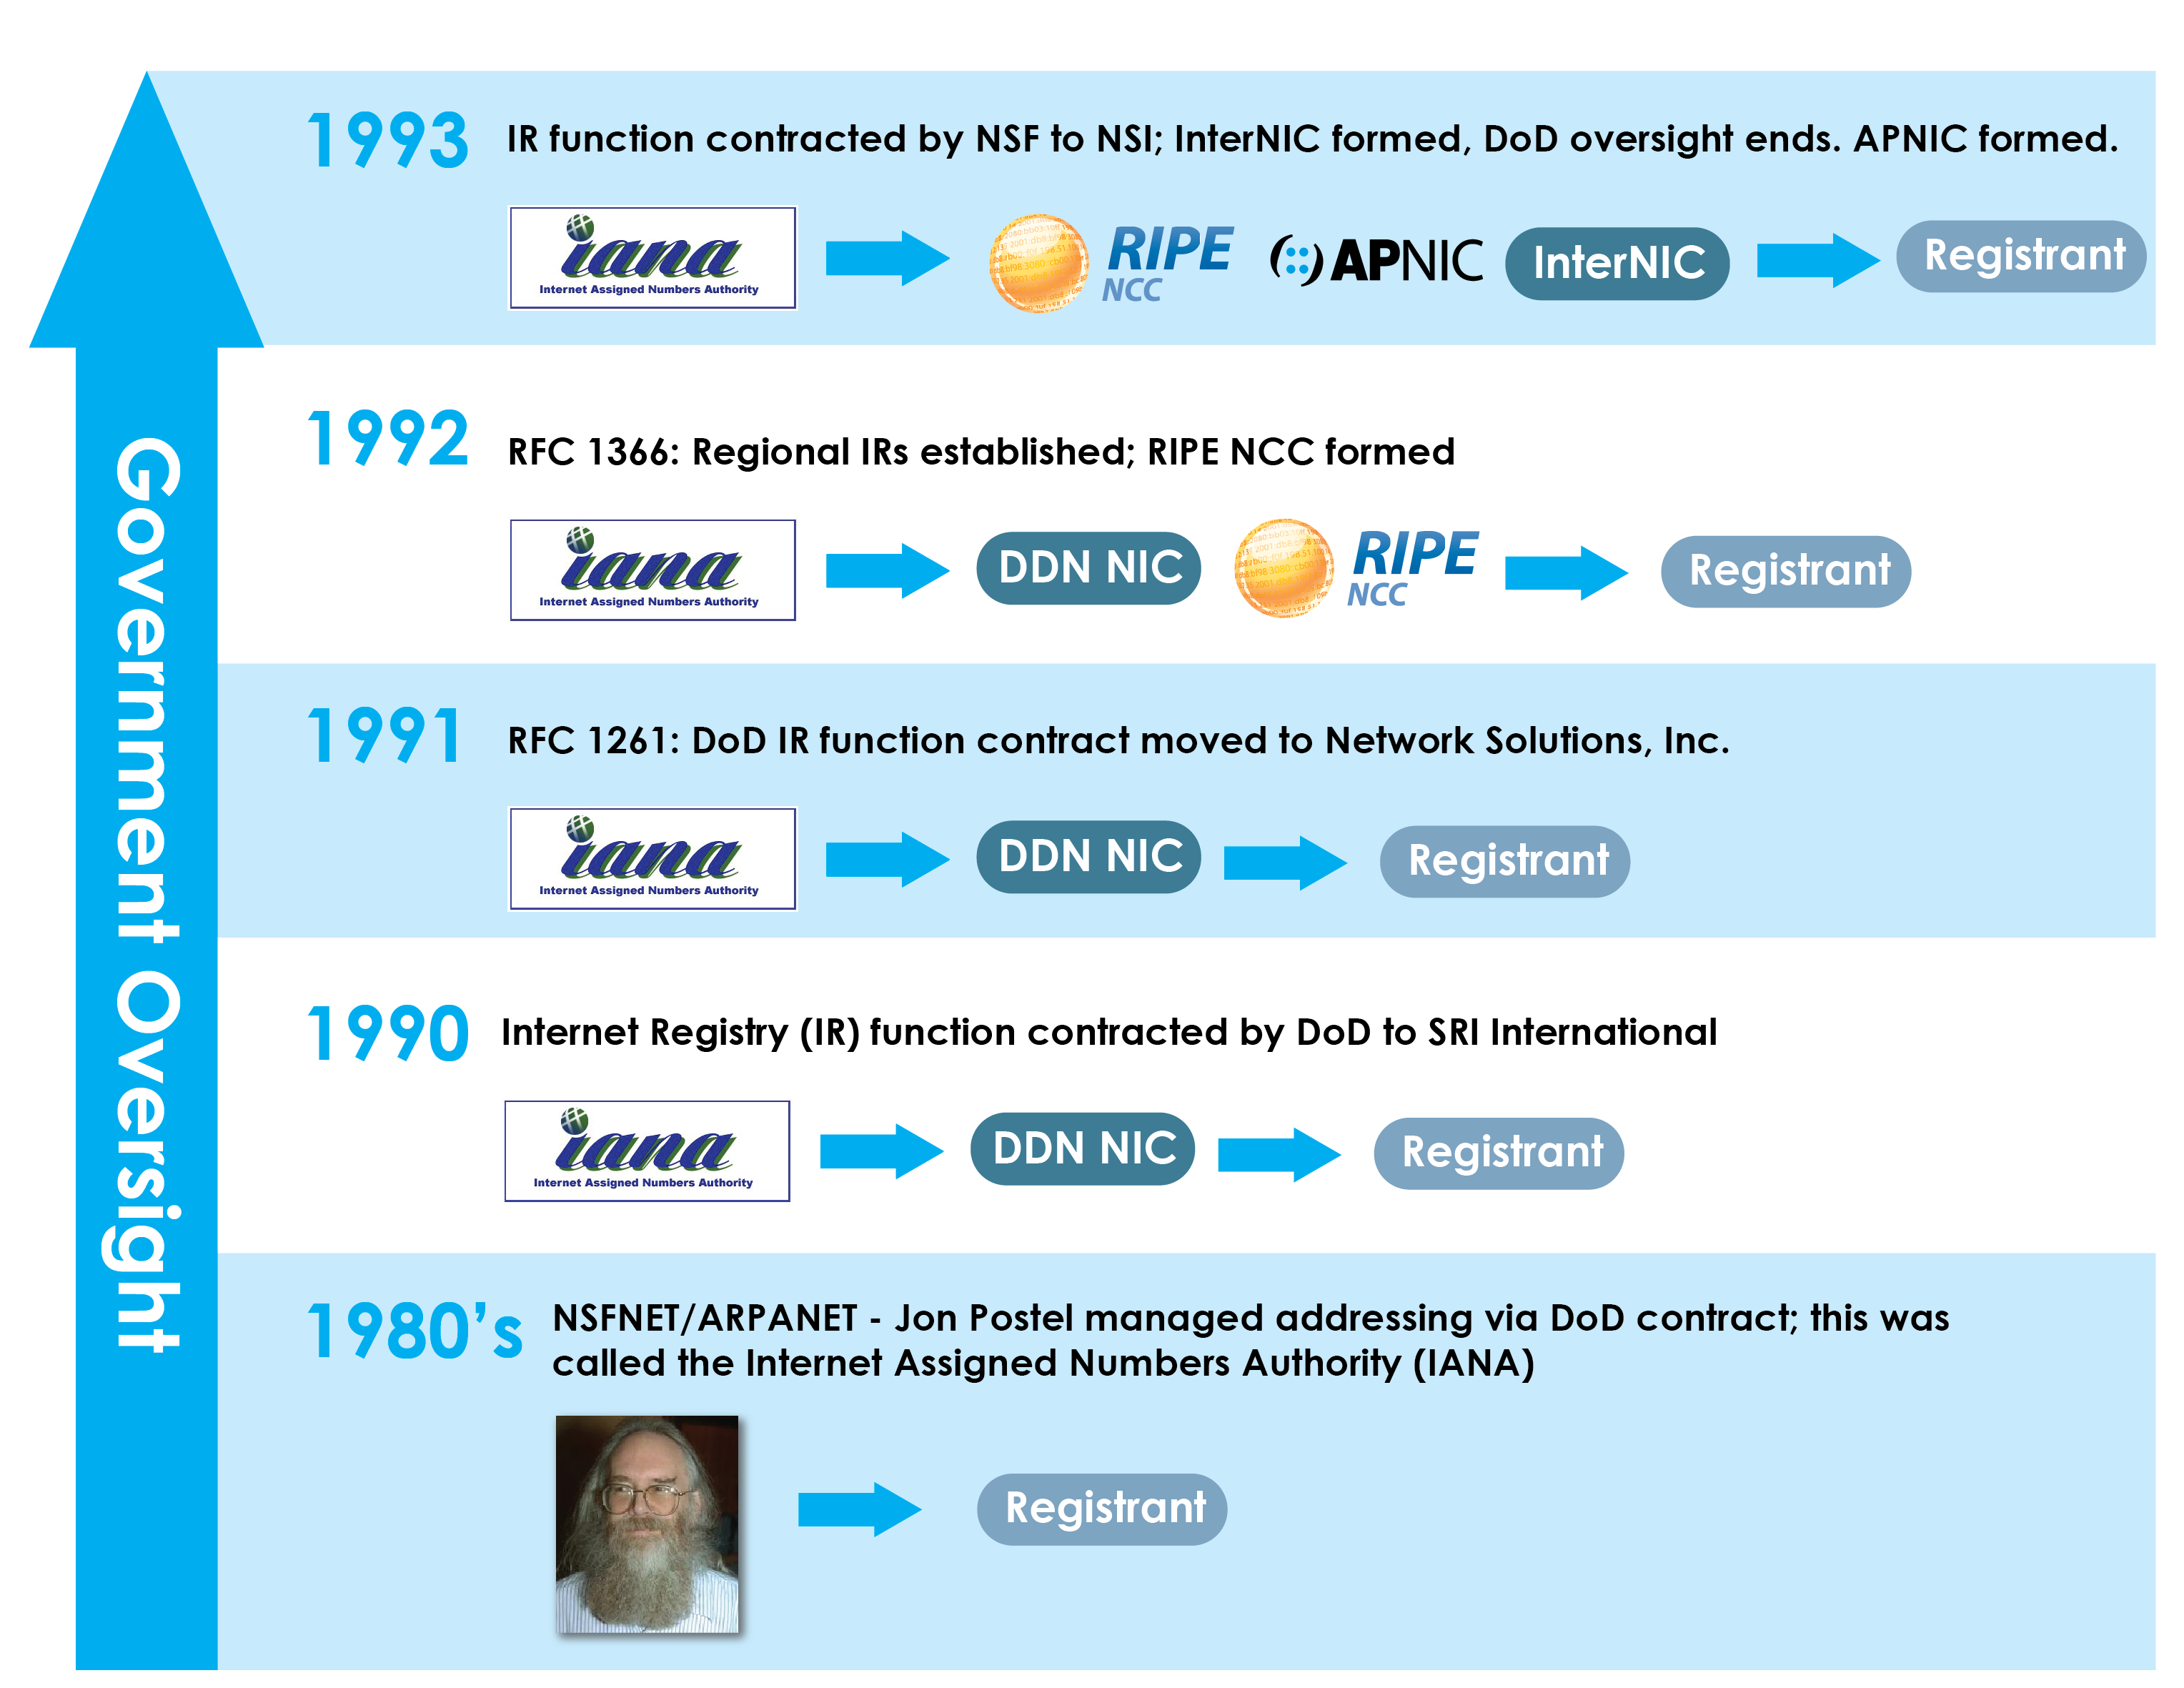 1993 IR function contracted by NSF to NSI; InterNIC formed, DoD oversight ends. APNIC formed.
iana
Internet Assigned Numbers Authority
RIPE
NCC
APNIC
InterNIC
Registrant
1992 RFC 1366: Regional IRs established; RIPE NCC formed
iana
Internet Assigned Numbers Authority
DDN NIC
RIPE
NCC
Registrant
1991 RFC 1261: DoD IR function contract moved to Network Solutions, Inc.
iana
Internet Assigned Numbers Authority
DDN NIC
Registrant
1990 Internet Registry (IR) function contracted by DoD to SRI International
iana
Internet Assigned Numbers Authority
DDN NIC
Registrant
1980's NSFNET/ARPANET - Jon Postel managed addressing via DoD contract; this was
called the Internet Assigned Numbers Authority (IANA)
Registrant
Government Oversight